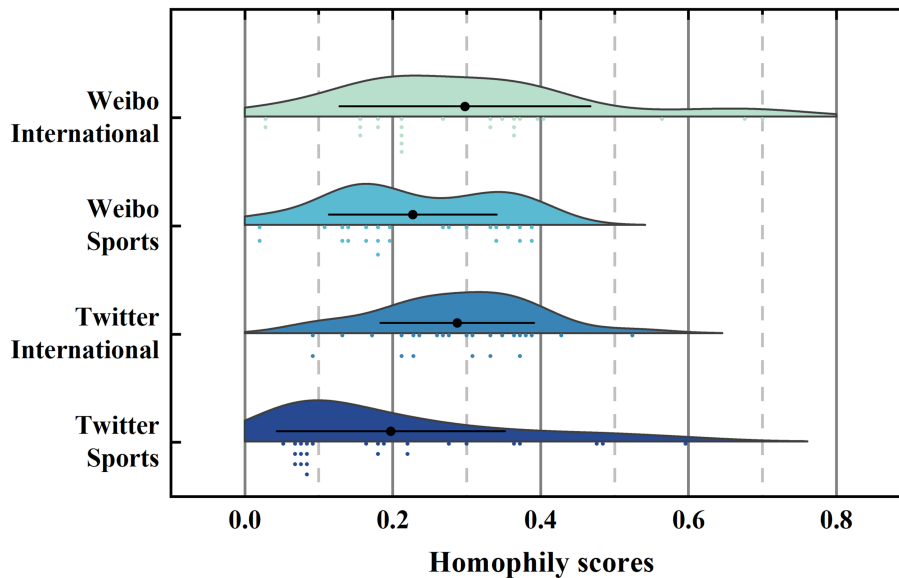 Weibo
International
Weibo
Sports
Twitter
International
Twitter
Sports
0.0 0.2 0.4 0.6 0.8
Homophily scores